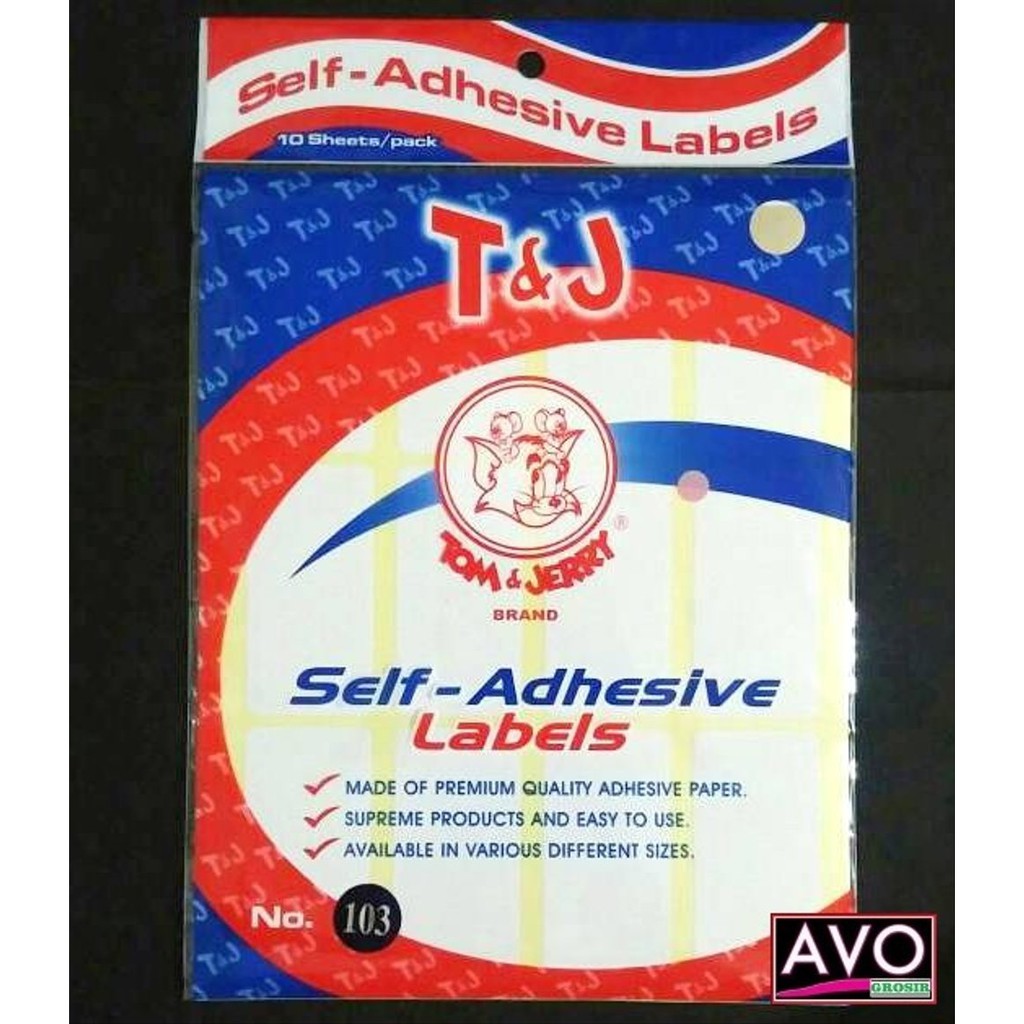 Self-Adhesive Labels
10 Sheets/pack
T&J
TOM & JERRY ®
BRAND
Self-Adhesive
Labels
MADE OF PREMIUM QUALITY ADHESIVE PAPER.
SUPREME PRODUCTS AND EASY TO USE.
AVAILABLE IN VARIOUS DIFFERENT SIZES.
No. 103
AVO
GROSIR